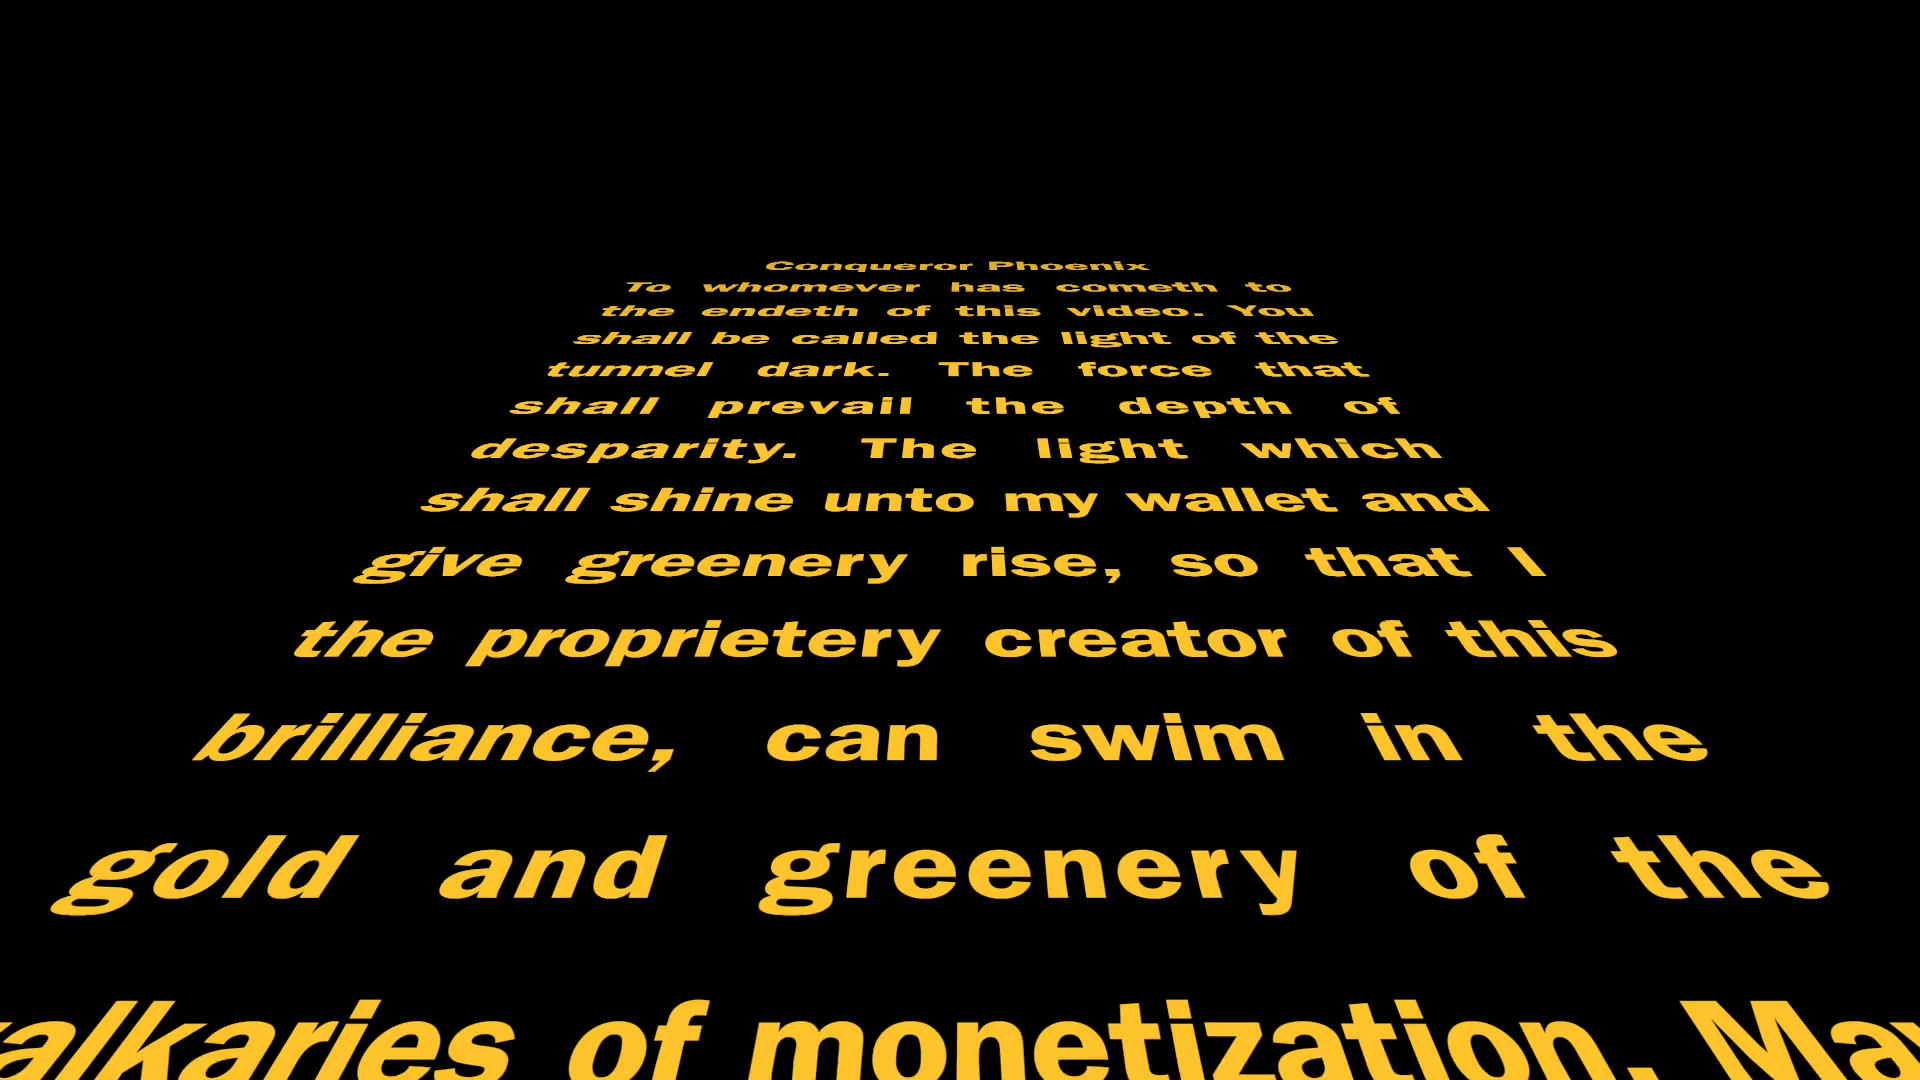 Conqueror Phoenix
To whomever has cometh to
the endeth of this video. You
shall be called the light of the
tunnel dark. The force that
shall prevail the depth of
desparity. The light which
shall shine unto my wallet and
give greenery rise, so that I
the proprietery creator of this
brilliance, can swim in the
gold and greenery of the
of monetization.